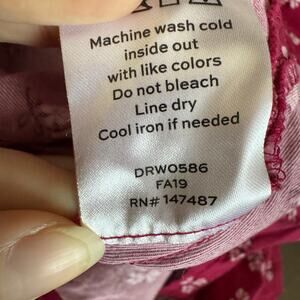 Machine wash cold
inside out
with like colors
Do not bleach
Line dry
Cool iron if needed
DRWO586
FA19
RN# 147487